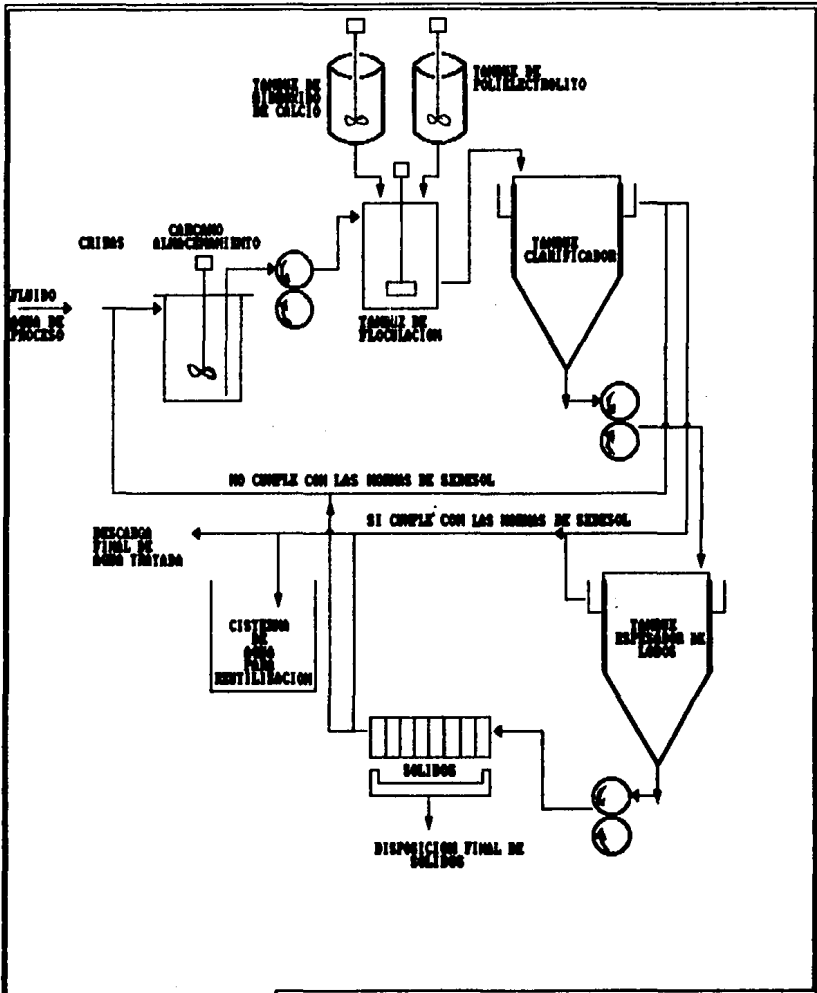 TANQUE DE
HIDROXIDO
DE CALCIO
TANQUE DE
POLIELECTROLITO
CRIBAS
CARCAMO
ALMACENAMIENTO
TANQUE
CLARIFICADOR
FLUIDO
AGUA DE
PROCESO
TANQUE DE
FLOCULACION
NO CUMPLE CON LAS NORMAS DE SEDESOL
SI CUMPLE CON LAS NORMAS DE SEDESOL
DESCARGA
FINAL DE
AGUA TRATADA
CISTERNA
DE
AGUA
PARA
REUTILIZACION
TANQUE
ESPESADOR DE
LODOS
SOLIDOS
DISPOSICION FINAL DE
SOLIDOS